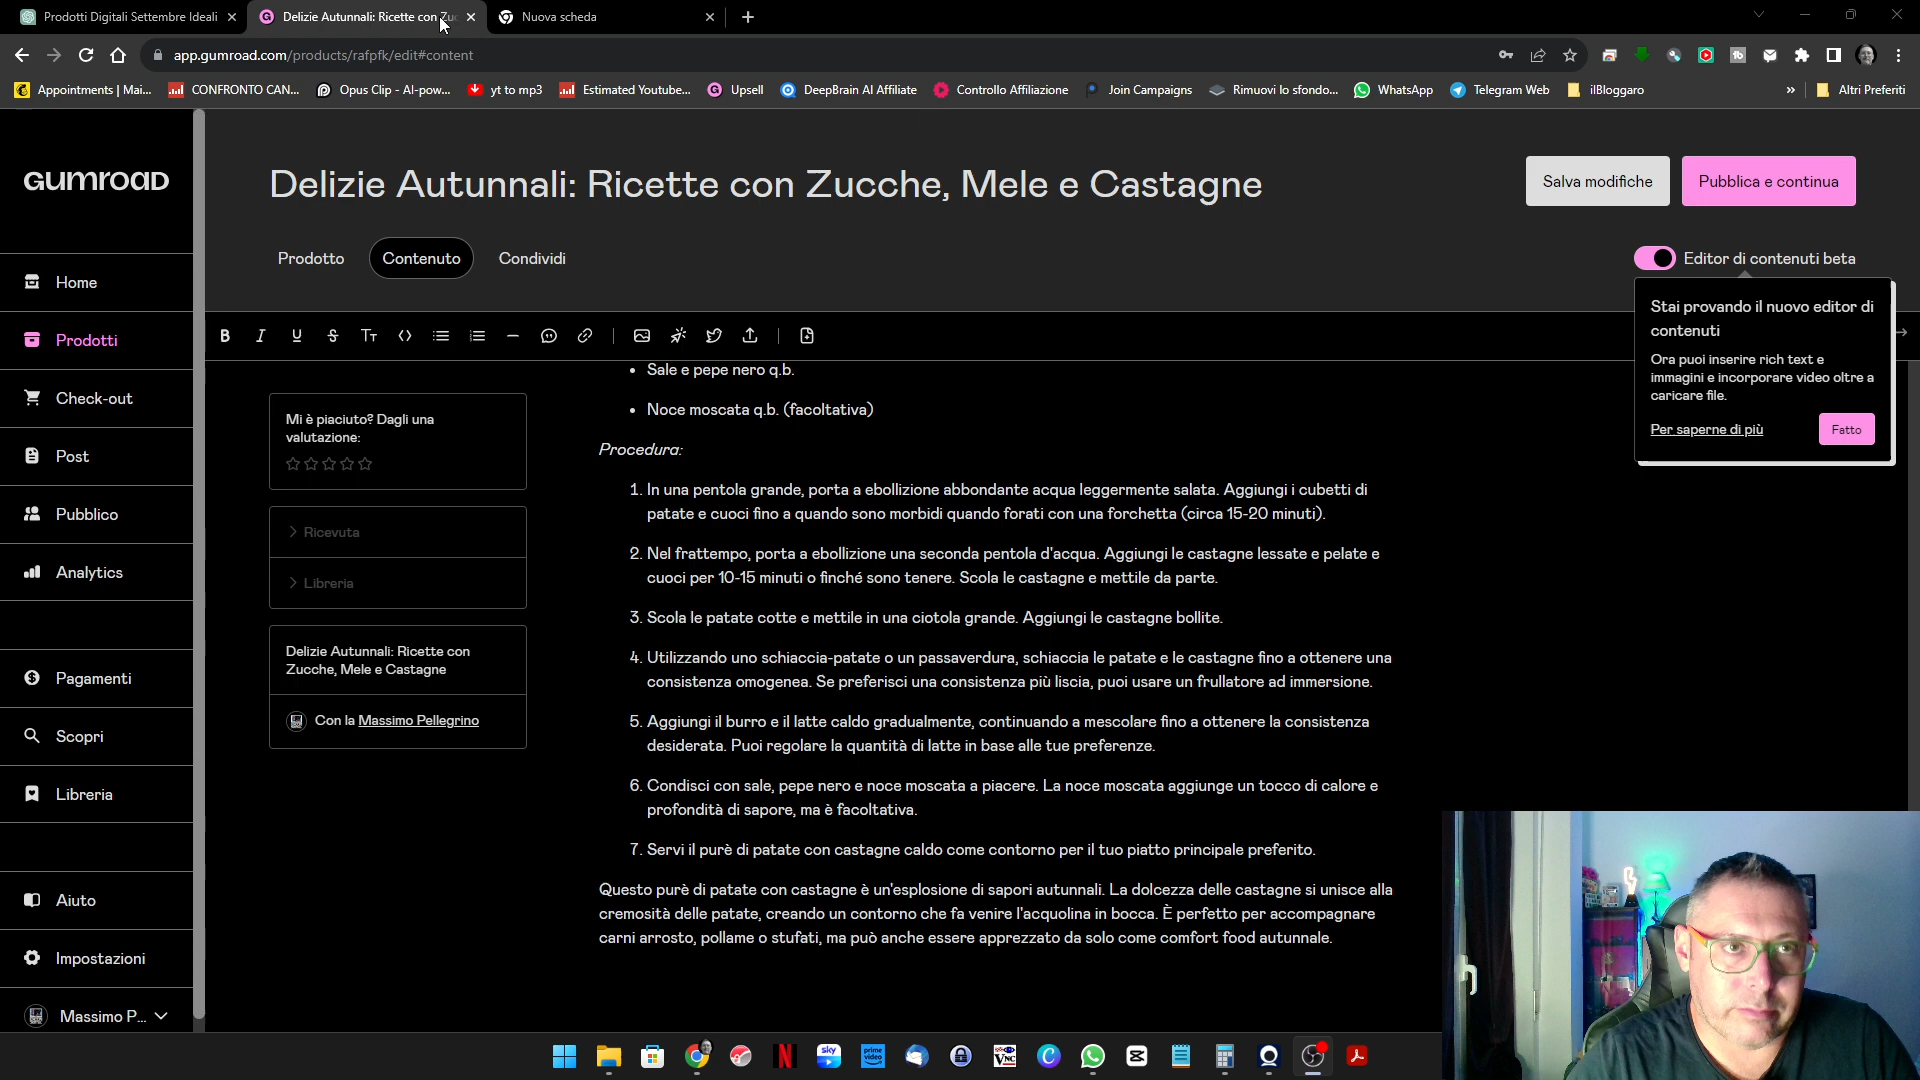 Prodotti Digitali Settembre Ideali
Delizie Autunnali: Ricette con Zuc
Nuova scheda
app.gumroad.com/products/rafpfk/edit#content
Appointments | Mai...
CONFRONTO CAN...
Opus Clip - AI-pow...
yt to mp3
Estimated Youtube...
Upsell
DeepBrain AI Affiliate
Controllo Affiliazione
Join Campaigns
Rimuovi lo sfondo...
WhatsApp
Telegram Web
ilBloggaro
»
Altri Preferiti
GUMROAD
Delizie Autunnali: Ricette con Zucche, Mele e Castagne
Salva modifiche
Pubblica e continua
Prodotto
Contenuto
Condividi
Editor di contenuti beta
Stai provando il nuovo editor di
contenuti
Ora puoi inserire rich text e
immagini e incorporare video oltre a
caricare file.
Per saperne di più
Fatto
Home
Prodotti
Check-out
Post
Pubblico
Analytics
Pagamenti
Scopri
Libreria
Aiuto
Impostazioni
Massimo P...
Mi è piaciuto? Dagli una
valutazione:
Ricevuta
Libreria
Delizie Autunnali: Ricette con
Zucche, Mele e Castagne
Con la Massimo Pellegrino
• Sale e pepe nero q.b.
• Noce moscata q.b. (facoltativa)
Procedura:
1. In una pentola grande, porta a ebollizione abbondante acqua leggermente salata. Aggiungi i cubetti di
patate e cuoci fino a quando sono morbidi quando forati con una forchetta (circa 15-20 minuti).
2. Nel frattempo, porta a ebollizione una seconda pentola d'acqua. Aggiungi le castagne lessate e pelate e
cuoci per 10-15 minuti o finché sono tenere. Scola le castagne e mettile da parte.
3. Scola le patate cotte e mettile in una ciotola grande. Aggiungi le castagne bollite.
4. Utilizzando uno schiaccia-patate o un passaverdura, schiaccia le patate e le castagne fino a ottenere una
consistenza omogenea. Se preferisci una consistenza più liscia, puoi usare un frullatore ad immersione.
5. Aggiungi il burro e il latte caldo gradualmente, continuando a mescolare fino a ottenere la consistenza
desiderata. Puoi regolare la quantità di latte in base alle tue preferenze.
6. Condisci con sale, pepe nero e noce moscata a piacere. La noce moscata aggiunge un tocco di calore e
profondità di sapore, ma è facoltativa.
7. Servi il purè di patate con castagne caldo come contorno per il tuo piatto principale preferito.
Questo purè di patate con castagne è un'esplosione di sapori autunnali. La dolcezza delle castagne si unisce alla
cremosità delle patate, creando un contorno che fa venire l'acquolina in bocca. È perfetto per accompagnare
carni arrosto, pollame o stufati, ma può anche essere apprezzato da solo come comfort food autunnale.
sky
prime video
VNC